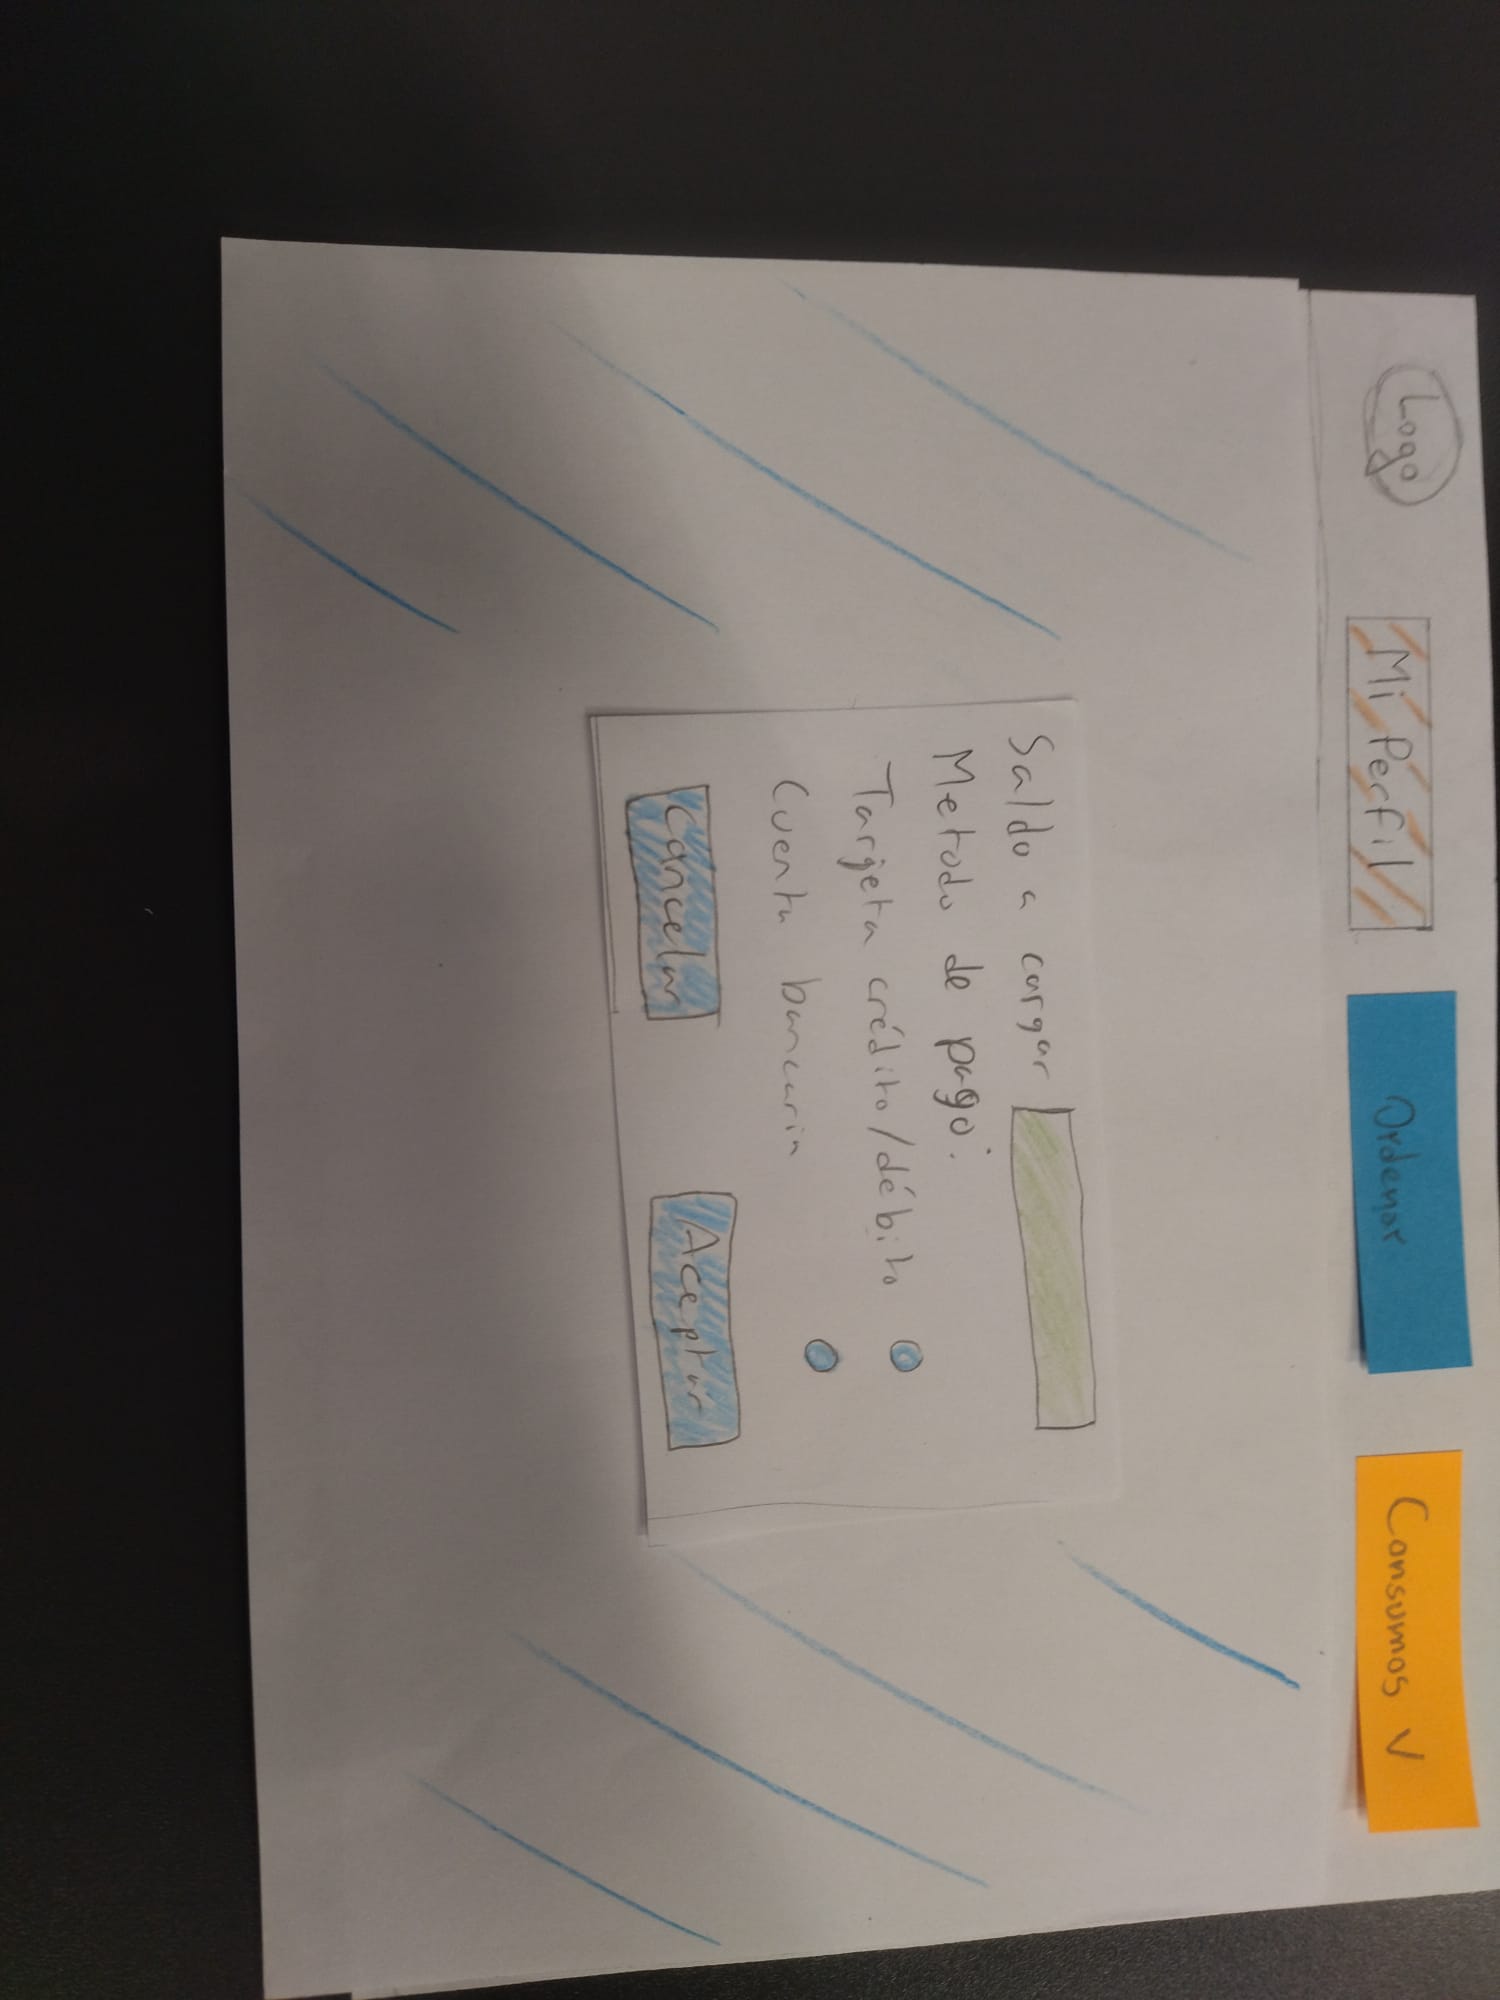 Logo
Mi Perfil
Ordenar
Consumos V
Saldo a cargar
Metodo de pago:
Tarjeta crédito/débito
Cuenta bancaria
Cancelar
Aceptar